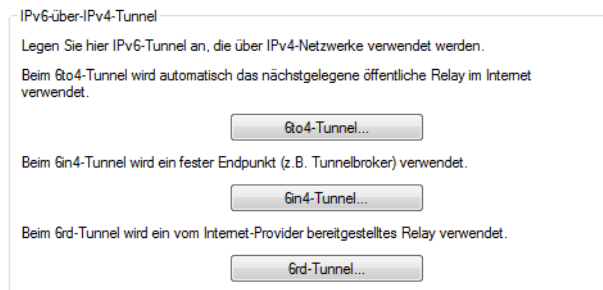 IPv6-über-IPv4-Tunnel
Legen Sie hier IPv6-Tunnel an, die über IPv4-Netzwerke verwendet werden.
Beim 6to4-Tunnel wird automatisch das nächstgelegene öffentliche Relay im Internet
verwendet.
6to4-Tunnel...
Beim 6in4-Tunnel wird ein fester Endpunkt (z.B. Tunnelbroker) verwendet.
6in4-Tunnel...
Beim 6rd-Tunnel wird ein vom Internet-Provider bereitgestelltes Relay verwendet.
6rd-Tunnel...